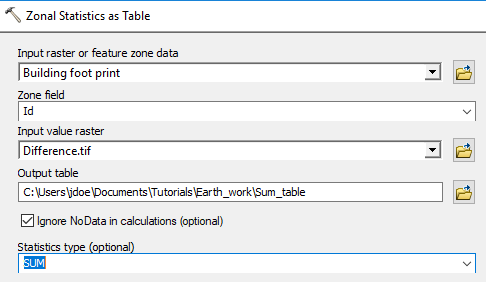 Zonal Statistics as Table
Input raster or feature zone data
Building foot print
Zone field
Id
Input value raster
Difference.tif
Output table
C:\Users\jdoe\Documents\Tutorials\Earth_work\Sum_table
Ignore NoData in calculations (optional)
Statistics type (optional)
SUM